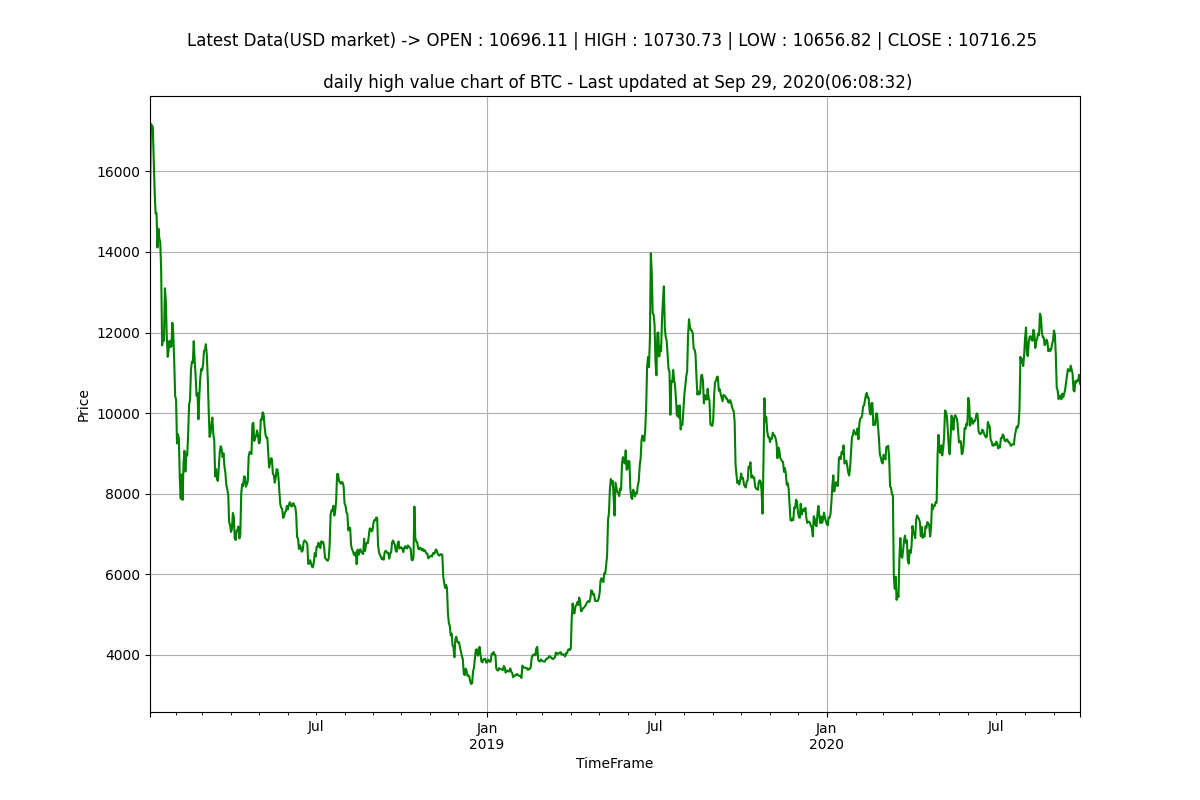 Latest Data(USD market) -> OPEN : 10696.11 | HIGH : 10730.73 | LOW : 10656.82 | CLOSE : 10716.25
daily high value chart of BTC - Last updated at Sep 29, 2020(06:08:32)
16000
14000
12000
10000
8000
6000
4000
Price
Jul
Jan
2019
Jul
Jan
2020
Jul
TimeFrame